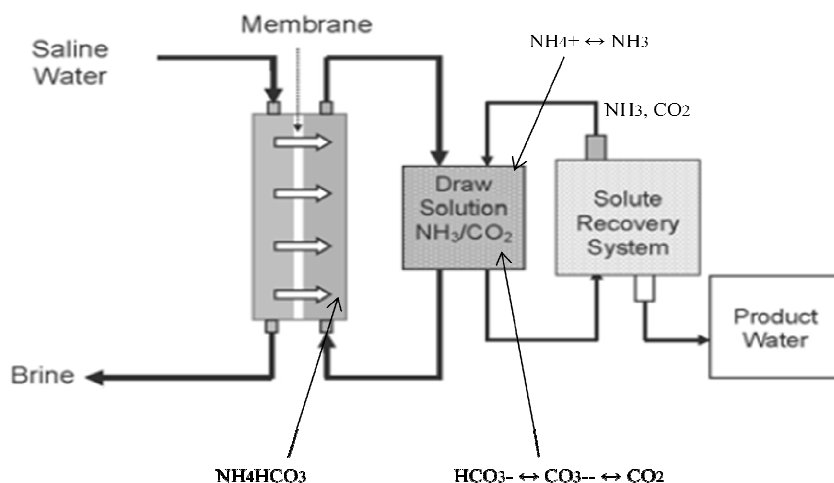 Membrane
Saline
Water
NH4+ ↔ NH3
NH3, CO2
Draw
Solution
NH3/CO2
Solute
Recovery
System
Product
Water
Brine
NH4HCO3
HCO3- ↔ CO3-- ↔ CO2